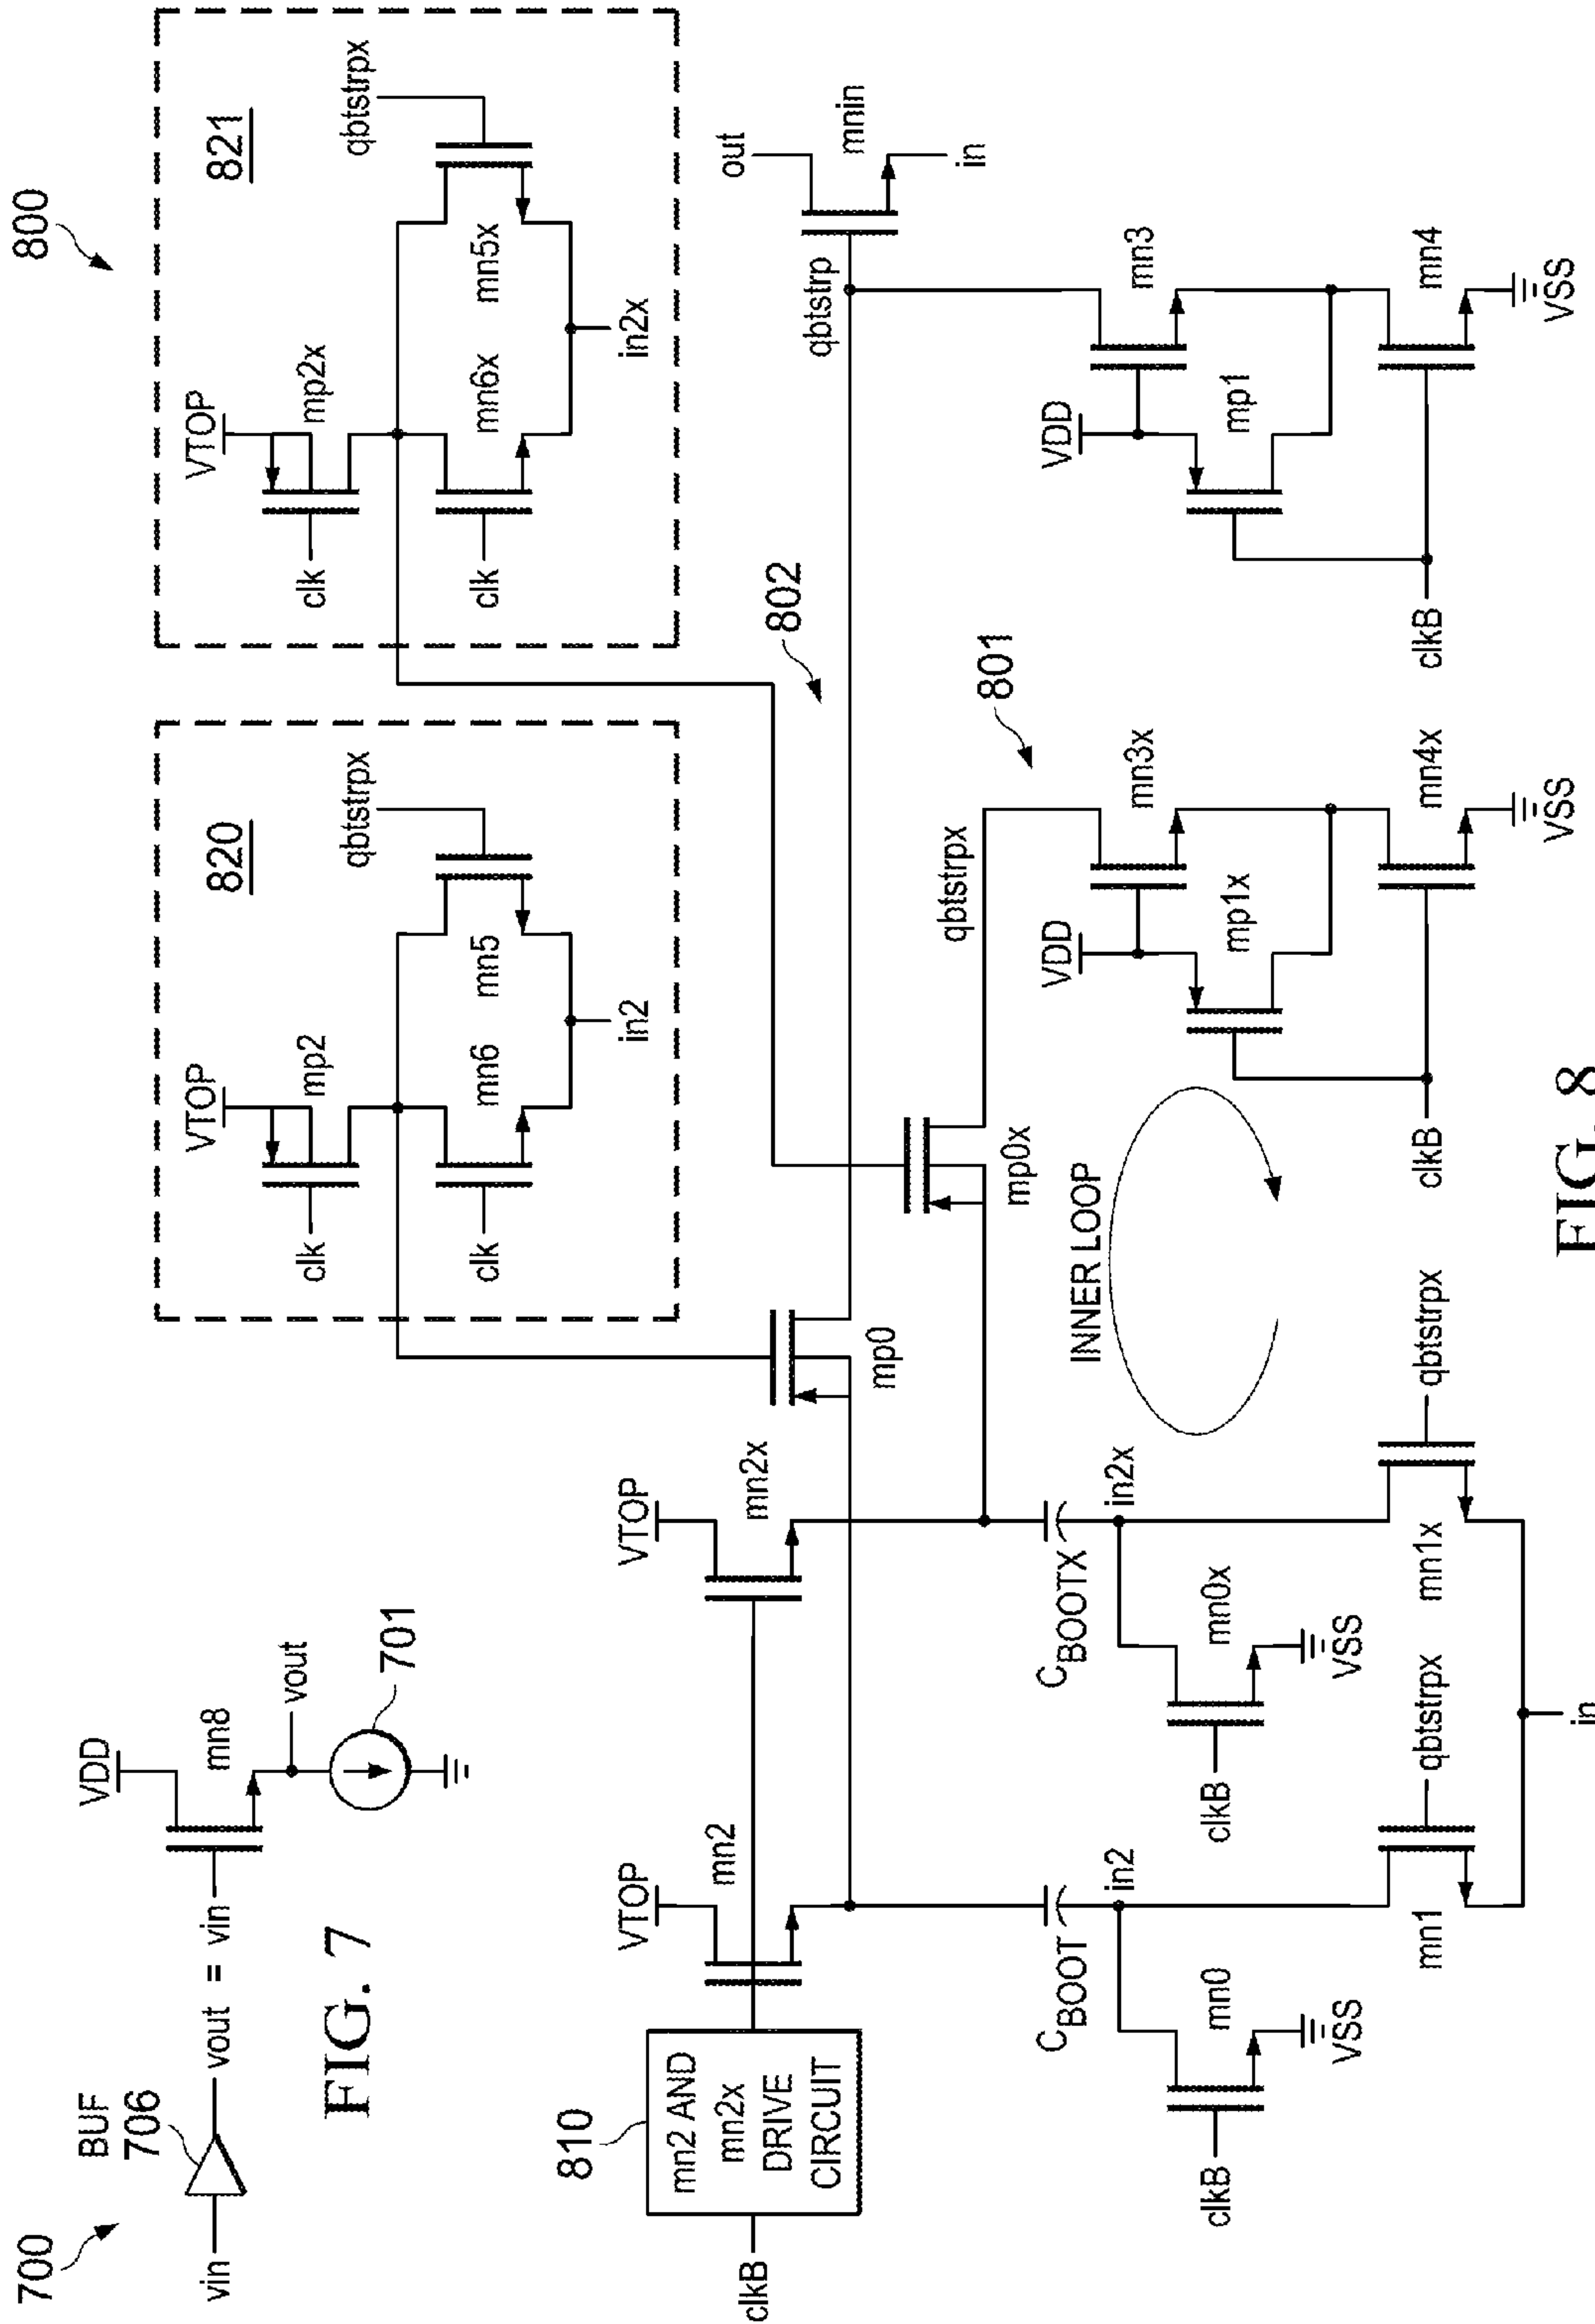 700
vin
BUF
706
vout = vin
VDD
mn8
vout
701
FIG. 7
800
820
VTOP
clk
mp2
clk
mn6
mn5
qbtstrpx
in2
821
VTOP
clk
mp2x
clk
mn6x
mn5x
qbtstrpx
in2x
810
clkB
mn2 AND
mn2x
DRIVE
CIRCUIT
VTOP
mn2
VTOP
mn2x
mp0
802
qbtstrp
out
mnin
in
mp0x
CBOOT
in2
clkB
mn0
VSS
mn1
qbtstrpx
CBOOTX
in2x
clkB
mn0x
VSS
mn1x
qbtstrpx
in
INNER LOOP
801
qbtstrpx
VDD
mn3x
mp1x
mn4x
clkB
VSS
VDD
mn3
mp1
mn4
clkB
VSS
FIG. 8